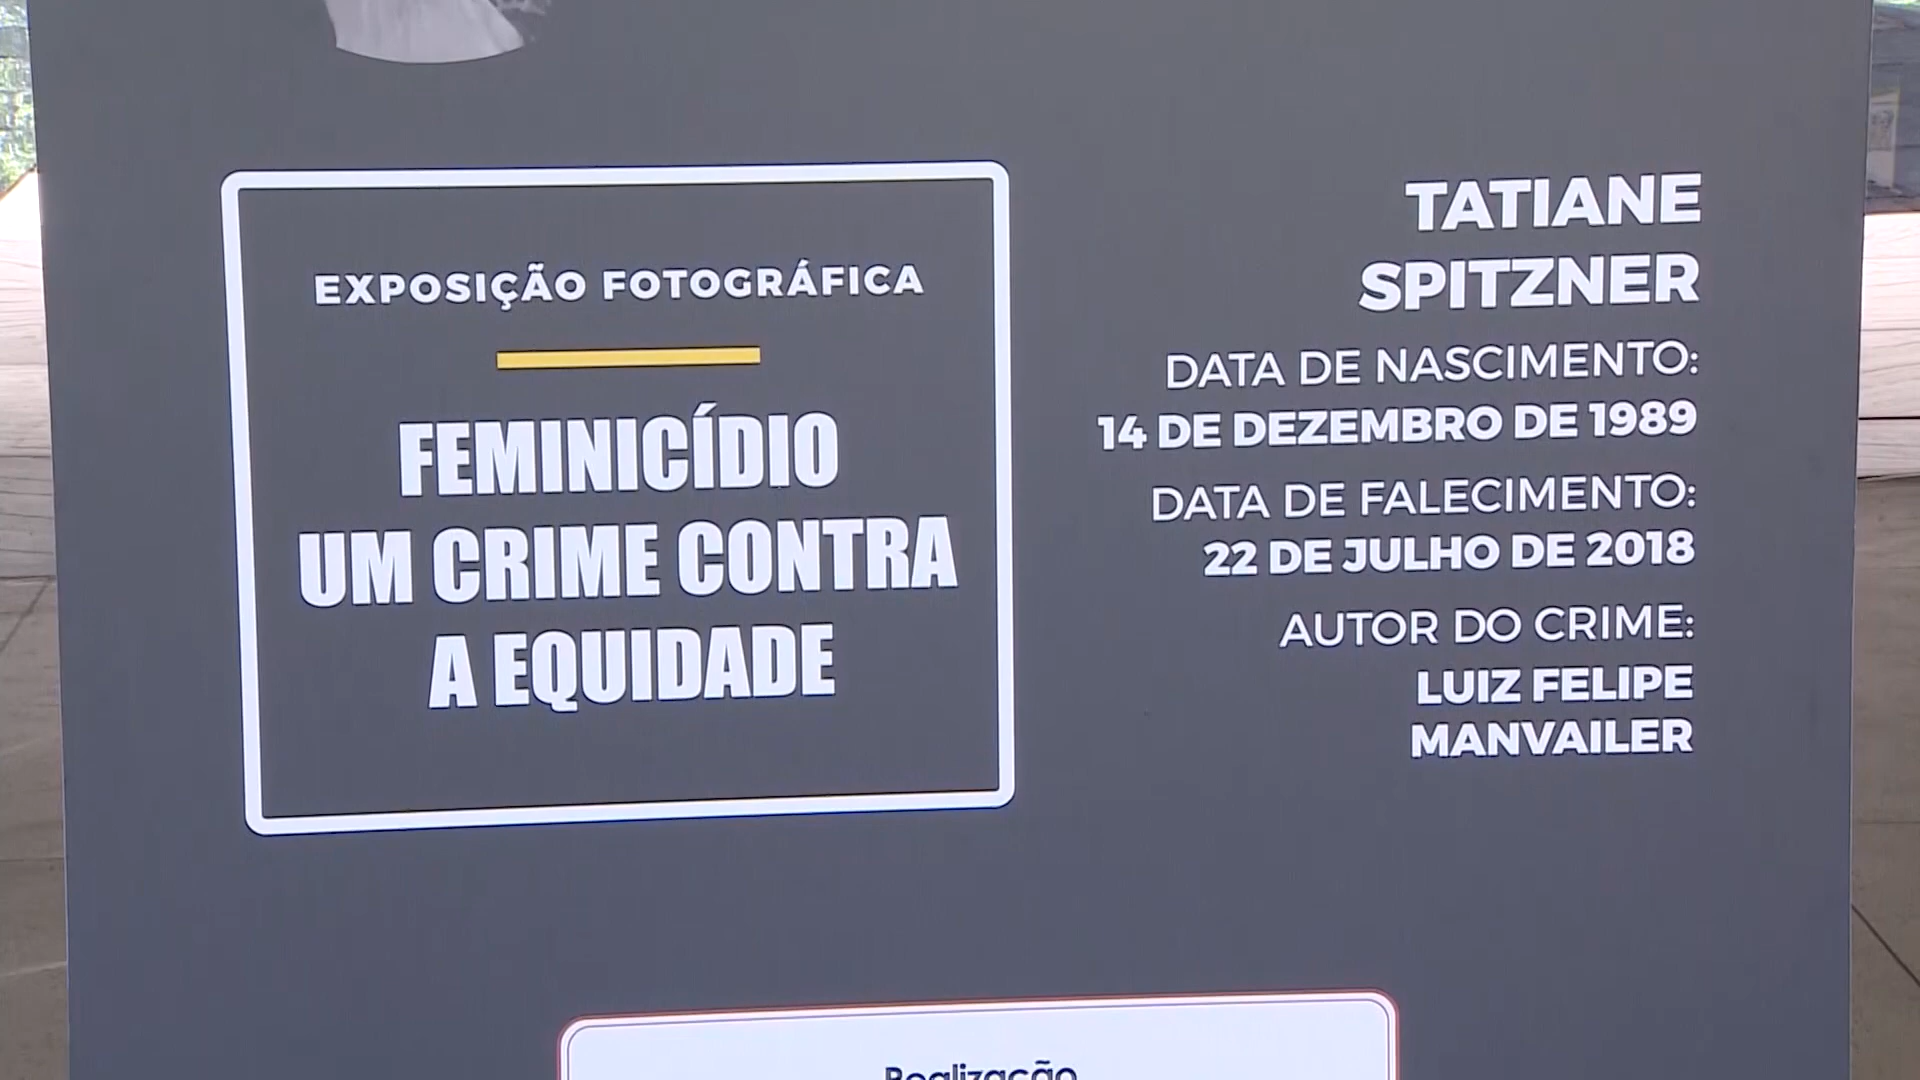 EXPOSIÇÃO FOTOGRÁFICA
FEMINICÍDIO
UM CRIME CONTRA
A EQUIDADE
TATIANE
SPITZNER
DATA DE NASCIMENTO:
14 DE DEZEMBRO DE 1989
DATA DE FALECIMENTO:
22 DE JULHO DE 2018
AUTOR DO CRIME:
LUIZ FELIPE
MANVAILER
Realização